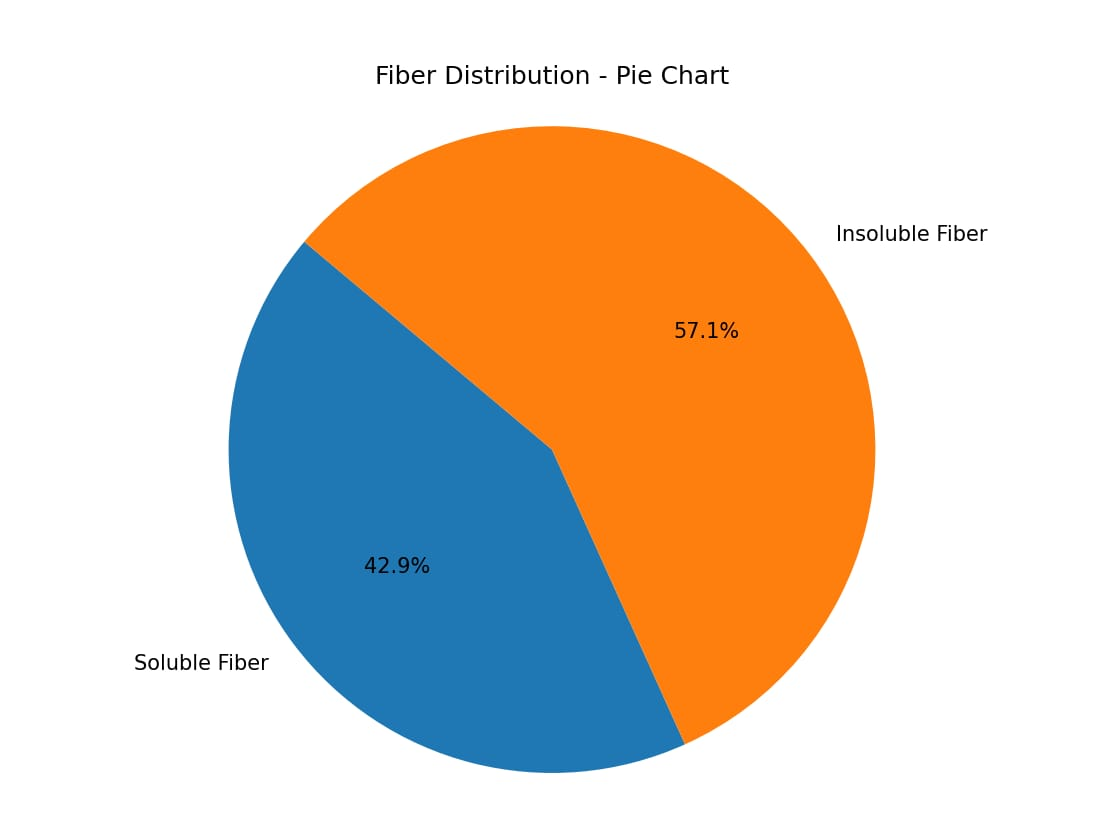 Fiber Distribution - Pie Chart
Insoluble Fiber
57.1%
42.9%
Soluble Fiber